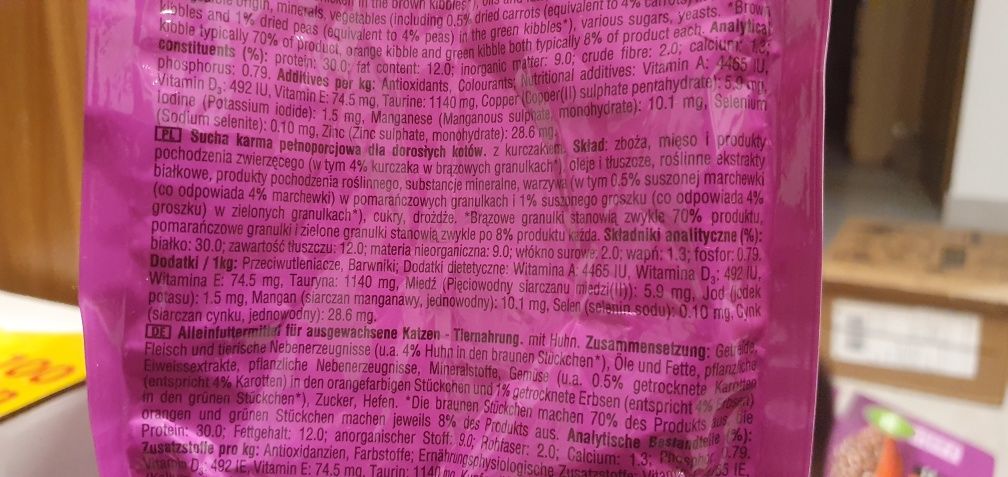 in the brown kibbles*), oils and
origin, minerals, vegetables (including 0.5% dried carrots (equivalent to 4% carrots)
kibbles and 1% dried peas (equivalent to 4% peas) in the green kibbles*), various sugars, yeasts. *Brown
kibble typically 70% of product, orange kibble and green kibble both typically 8% of product each. Analytical
constituents (%): protein: 30.0; fat content: 12.0; inorganic matter: 9.0; crude fibre: 2.0; calcium: 1.3;
phosphorus: 0.79. Additives per kg: Antioxidants, Colourants; Nutritional additives: Vitamin A: 4465 IU,
Vitamin D₃: 492 IU, Vitamin E: 74.5 mg, Taurine: 1140 mg, Copper (Copper(II) sulphate pentahydrate): 5.9 mg,
Iodine (Potassium iodide): 1.5 mg, Manganese (Manganous sulphate, monohydrate): 10.1 mg, Selenium
(Sodium selenite): 0.10 mg, Zinc (Zinc sulphate, monohydrate): 28.6 mg.
PL Sucha karma pełnoporcjowa dla dorosłych kotów. z kurczakiem. Skład: zboża, mięso i produkty
pochodzenia zwierzęcego (w tym 4% kurczaka w brązowych granulkach*) oleje i tłuszcze, roślinne ekstrakty
białkowe, produkty pochodzenia roślinnego, substancje mineralne, warzywa (w tym 0.5% suszonej marchewki
(co odpowiada 4% marchewki) w pomarańczowych granulkach i 1% suszonego groszku (co odpowiada 4%
groszku) w zielonych granulkach*), cukry, drożdże. *Brązowe granulki stanowią zwykle 70% produktu,
pomarańczowe granulki i zielone granulki stanowią zwykle po 8% produktu każda. Składniki analityczne (%):
białko: 30.0; zawartość tłuszczu: 12.0; materia nieorganiczna: 9.0; włókno surowe: 2.0; wapń: 1.3; fosfor: 0.79.
Dodatki / 1kg: Przeciwutleniacze, Barwniki; Dodatki dietetyczne: Witamina A: 4465 IU, Witamina D₃: 492 IU,
Witamina E: 74.5 mg, Tauryna: 1140 mg, Miedź (Pięciowodny siarczanu miedzi(II)): 5.9 mg, Jod (jodek
potasu): 1.5 mg, Mangan (siarczan manganawy, jednowodny): 10.1 mg, Selen (selenin sodu): 0.10 mg, Cynk
(siarczan cynku, jednowodny): 28.6 mg.
DE Alleinfuttermittel für ausgewachsene Katzen - Tiernahrung. mit Huhn. Zusammensetzung: Getreide,
Fleisch und tierische Nebenerzeugnisse (u.a. 4% Huhn in den braunen Stückchen*), Öle und Fette, pflanzliche
Eiweissextrakte, pflanzliche Nebenerzeugnisse, Mineralstoffe, Gemüse (u.a. 0.5% getrocknete Karotten
(entspricht 4% Karotten) in den orangefarbigen Stückchen und 1% getrocknete Erbsen (entspricht 4% Erbsen)
in den grünen Stückchen*), Zucker, Hefen. *Die braunen Stückchen machen 70% des Produkts aus, die
orangen und grünen Stückchen machen jeweils 8% des Produkts aus. Analytische Bestandteile (%):
Protein: 30.0; Fettgehalt: 12.0; anorganischer Stoff: 9.0; Rohfaser: 2.0; Calcium: 1.3; Phosphor: 0.79.
Zusatzstoffe pro kg: Antioxidanzien, Farbstoffe; Ernährungsphysiologische Zusatzstoffe: Vitamin
Vitamin D₃: 492 IE, Vitamin E: 74.5 mg, Taurin: 1140 mg,